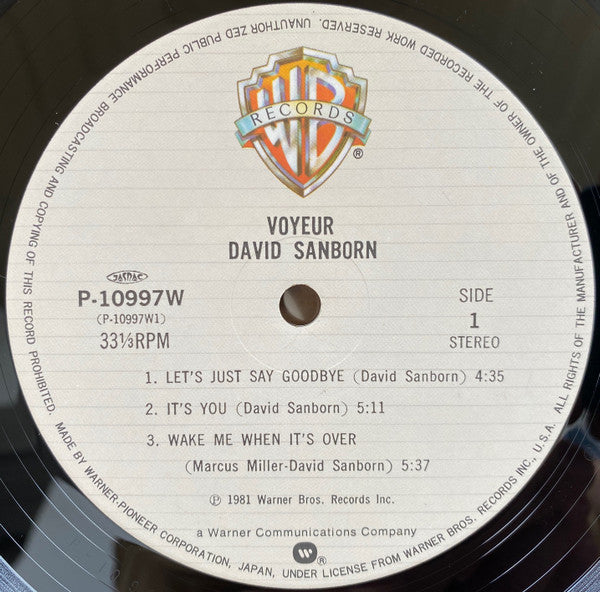 WB
RECORDS
®
VOYEUR
DAVID SANBORN
JASRAC
P-10997W
(P-10997W1)
33⅓RPM
SIDE
1
STEREO
1. LET'S JUST SAY GOODBYE (David Sanborn) 4:35
2. IT'S YOU (David Sanborn) 5:11
3. WAKE ME WHEN IT'S OVER
(Marcus Miller-David Sanborn) 5:37
℗ 1981 Warner Bros. Records Inc.
a Warner Communications Company
®
MADE BY WARNER-PIONEER CORPORATION, JAPAN, UNDER LICENSE FROM WARNER BROS. RECORDS INC., U.S.A. ALL RIGHTS OF THE MANUFACTURER AND OF THE OWNER OF THE RECORDED WORK RESERVED. UNAUTHORIZED PUBLIC PERFORMANCE BROADCASTING AND COPYING OF THIS RECORD PROHIBITED.